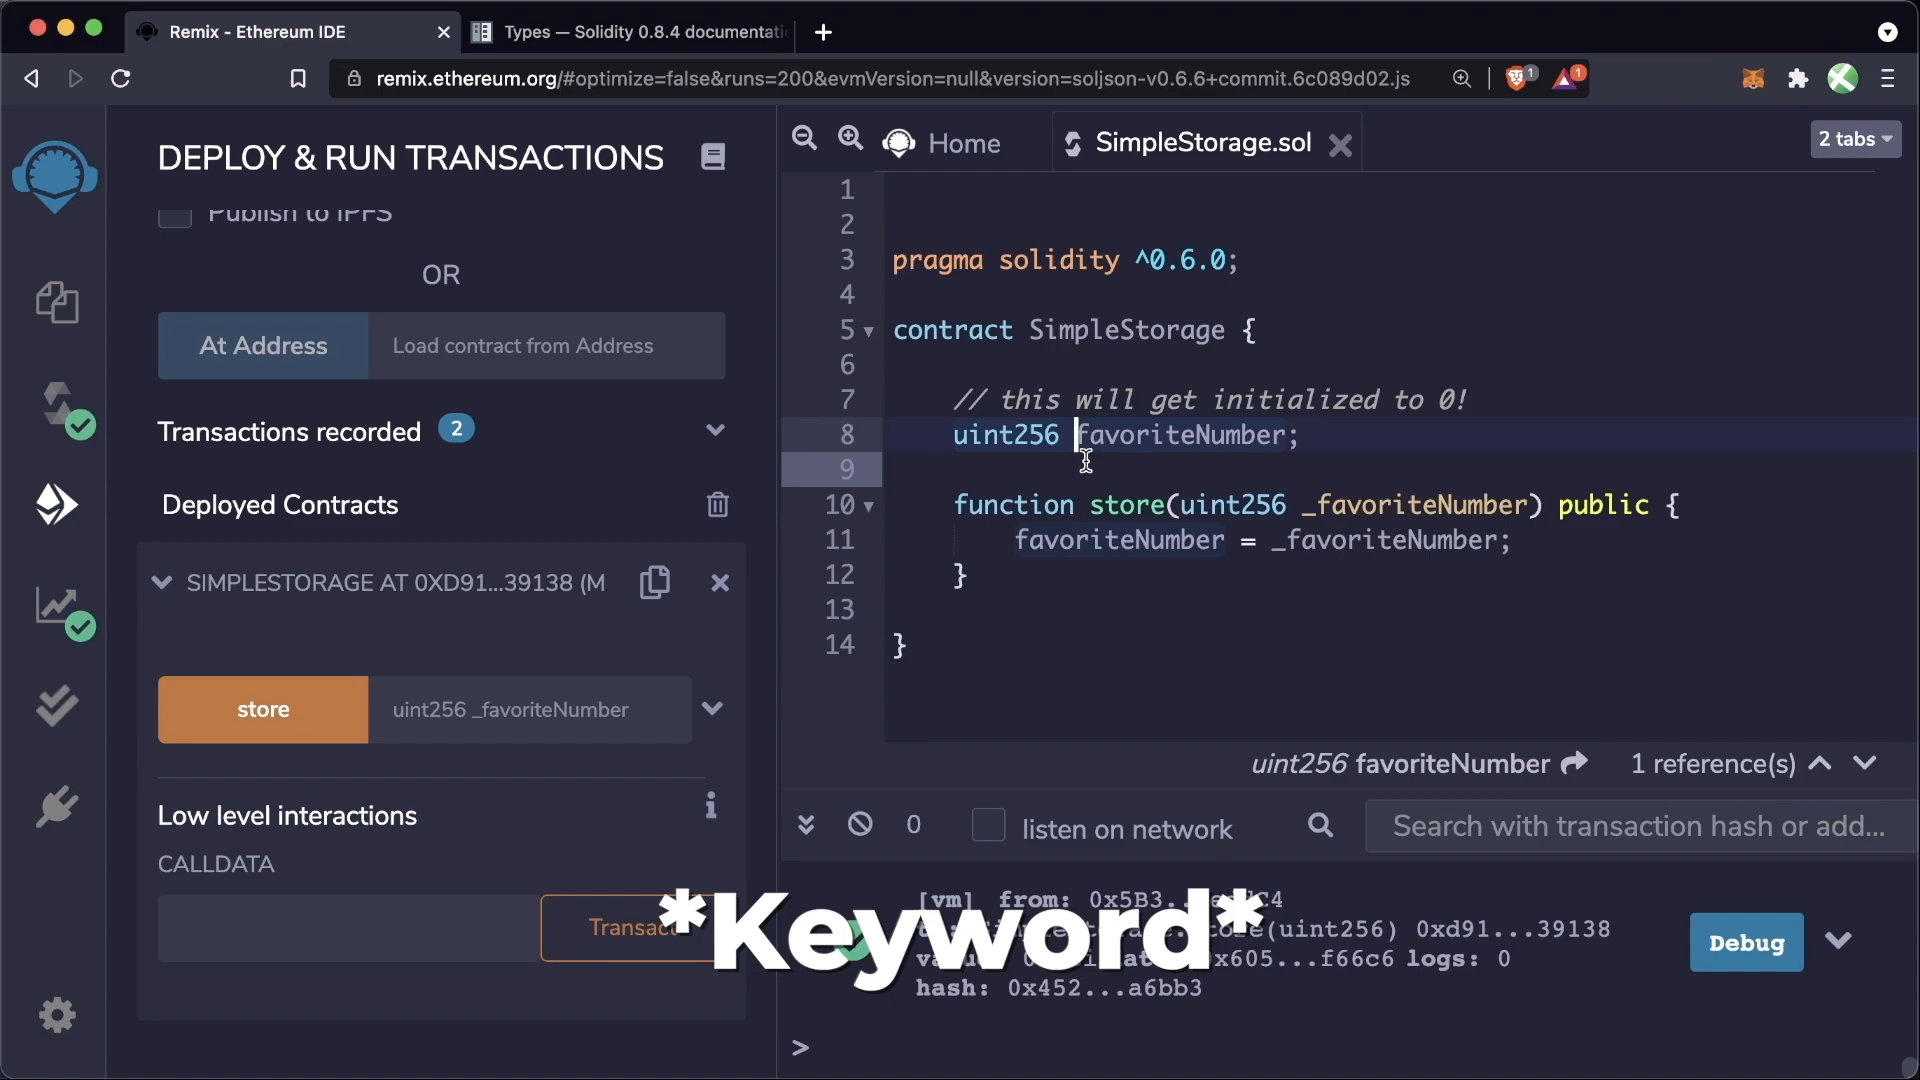 Remix - Ethereum IDE
Types — Solidity 0.8.4 documentati
remix.ethereum.org/#optimize=false&runs=200&evmVersion=null&version=soljson-v0.6.6+commit.6c089d02.js
1
1
DEPLOY & RUN TRANSACTIONS
Publish to IPFS
OR
At Address
Load contract from Address
Transactions recorded 2
Deployed Contracts
SIMPLESTORAGE AT 0XD91...39138 (M
store
uint256 _favoriteNumber
Low level interactions
i
CALLDATA
Transact
Home
SimpleStorage.sol
2 tabs
1
2
3 pragma solidity ^0.6.0;
4
5 contract SimpleStorage {
6
7 // this will get initialized to 0!
8 uint256 favoriteNumber;
9
10 function store(uint256 _favoriteNumber) public {
11 favoriteNumber = _favoriteNumber;
12 }
13
14 }
uint256 favoriteNumber 1 reference(s)
0
listen on network
Search with transaction hash or add...
[vm] from: 0x5B3...
(uint256) 0xd91...39138
0x605...f66c6 logs: 0
hash: 0x452...a6bb3
Debug
>
*Keyword*